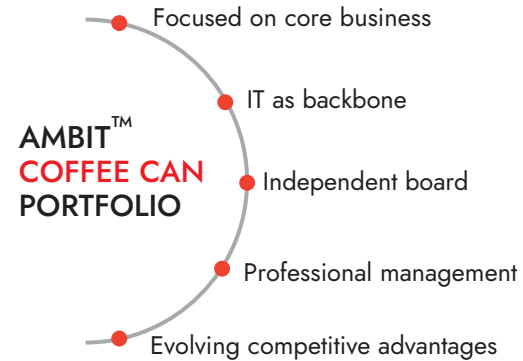 Focused on core business
IT as backbone
AMBIT™
COFFEE CAN
PORTFOLIO
Independent board
Professional management
Evolving competitive advantages